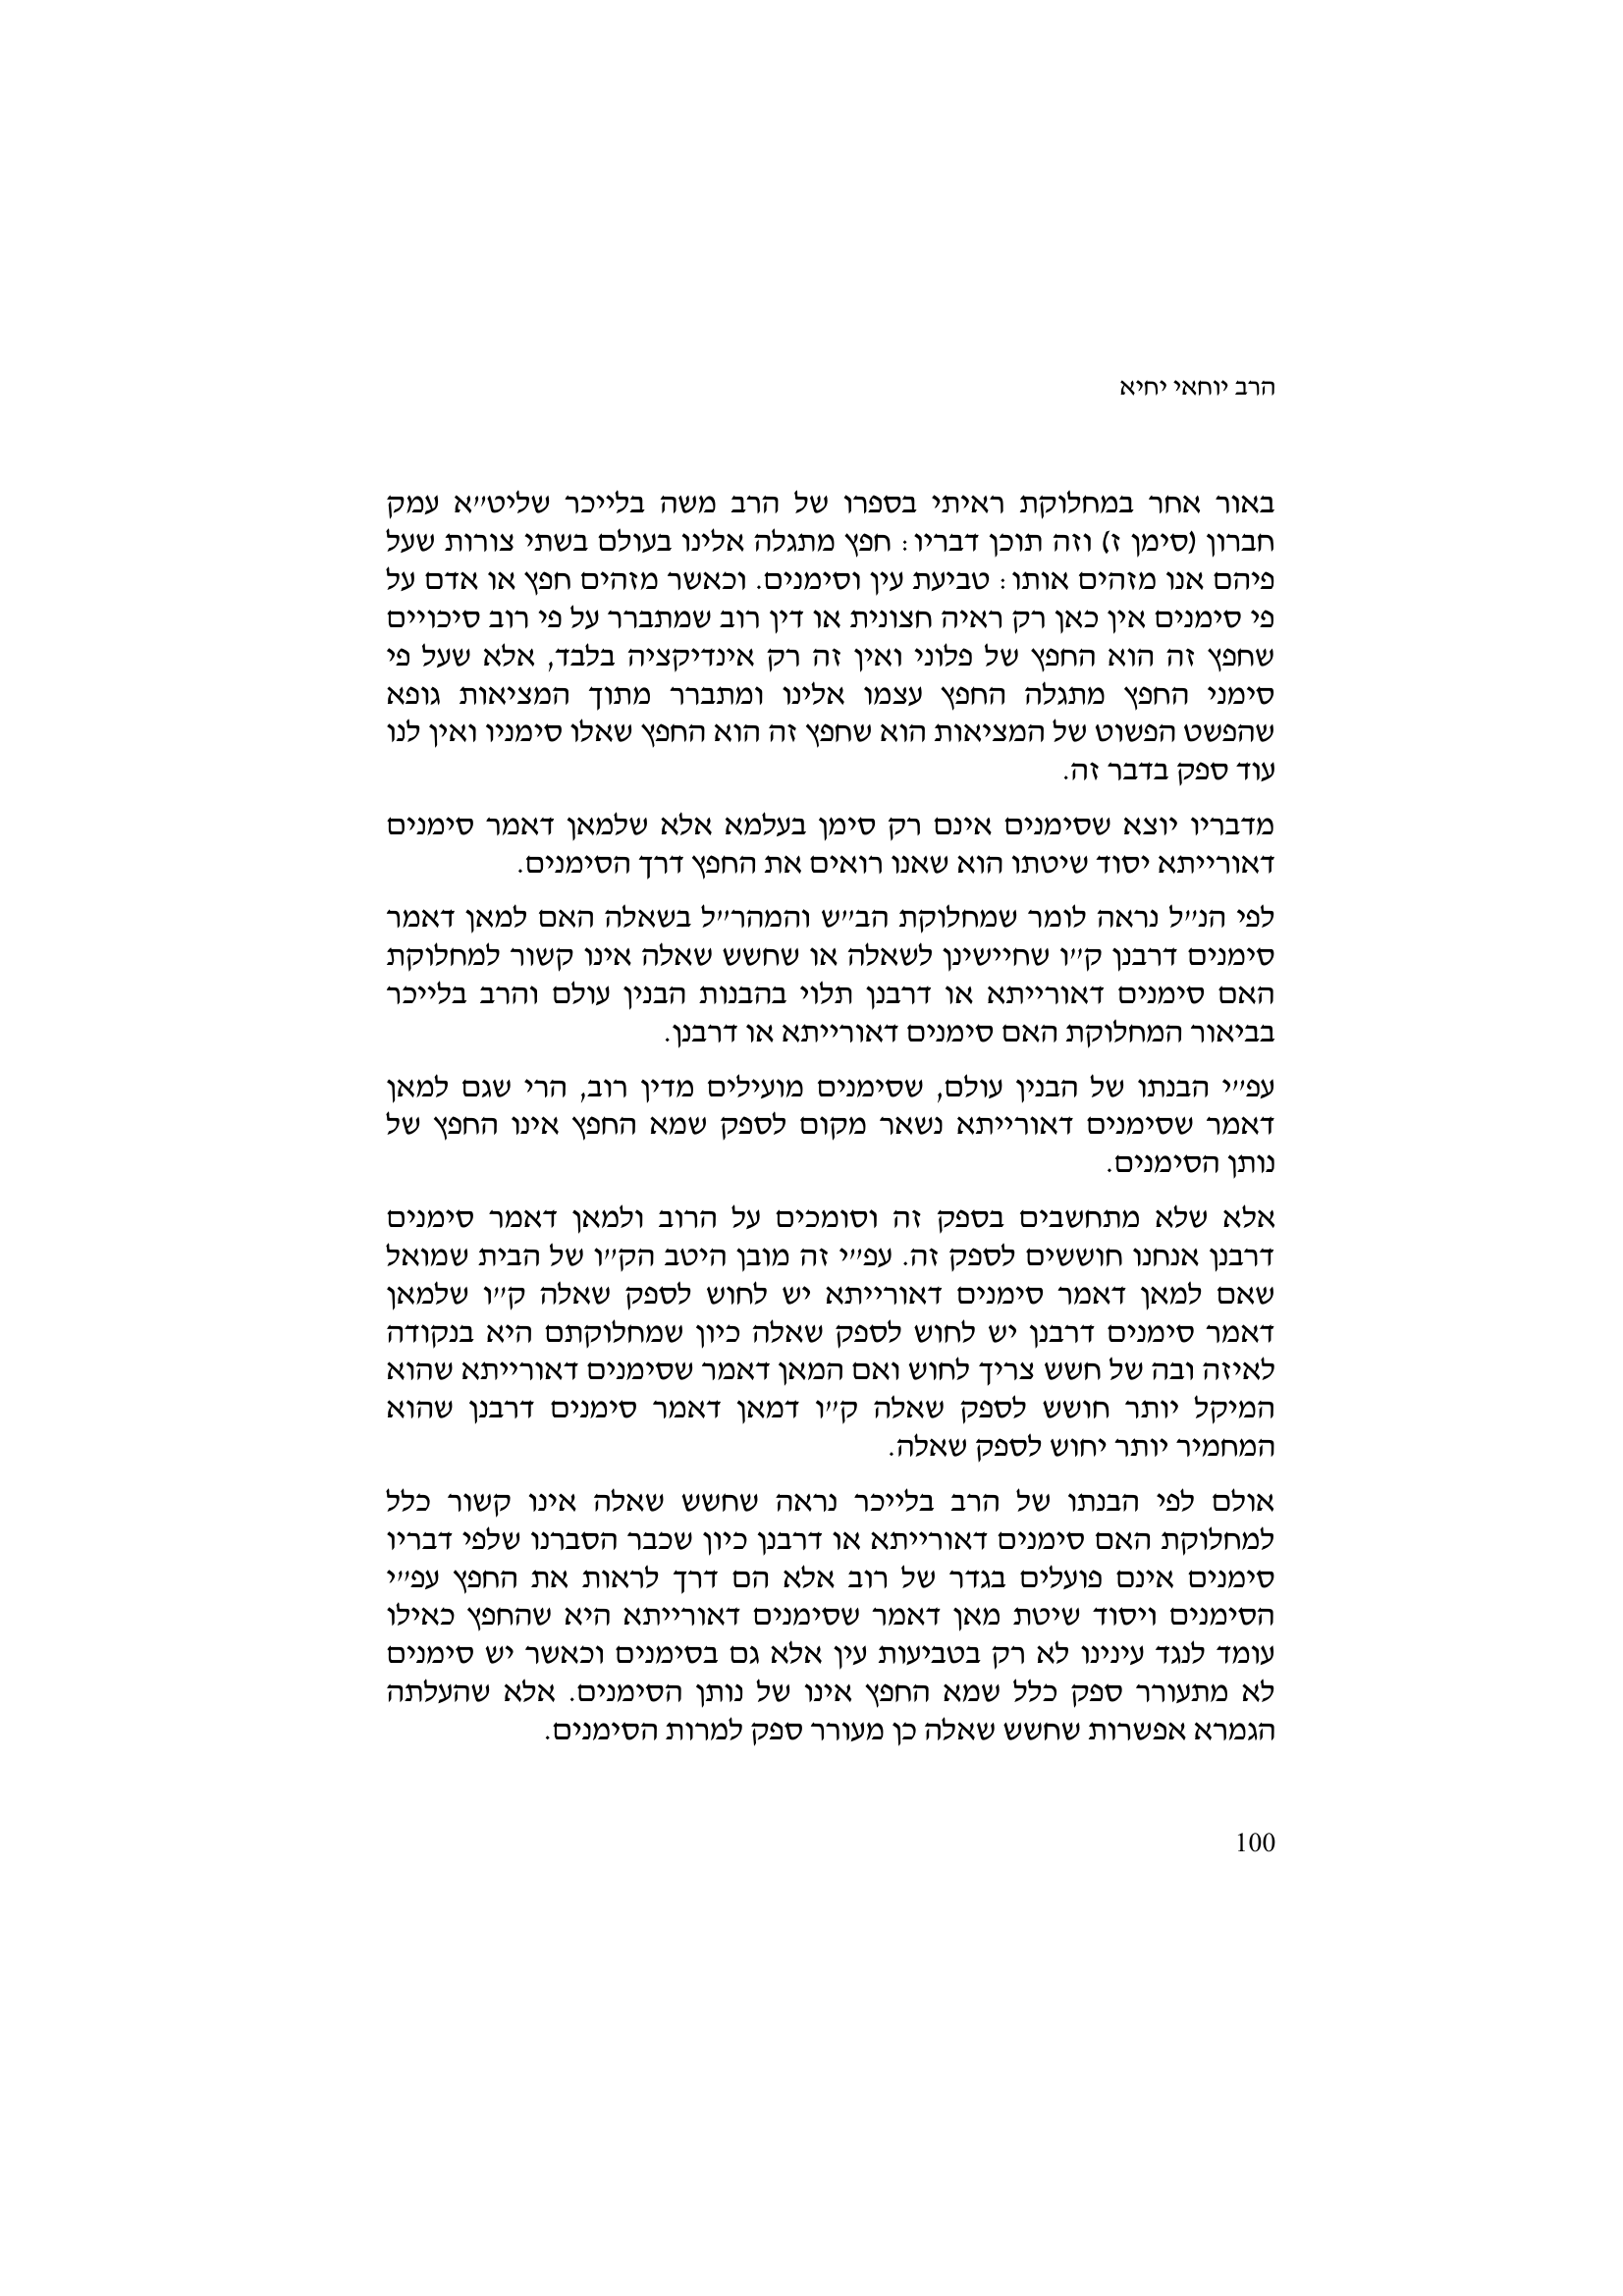 הרב יוחאי יחיא
באור אחר במחלוקת ראיתי בספרו של הרב משה בלייכר שליט״א עמק
חברון (סימן ז) וזה תוכן דבריו: חפץ מתגלה אלינו בעולם בשתי צורות שעל
פיהם אנו מזהים אותו: טביעת עין וסימנים. וכאשר מזהים חפץ או אדם על
פי סימנים אין כאן רק ראיה חצונית או דין רוב שמתברר על פי רוב סיכויים
שחפץ זה הוא החפץ של פלוני ואין זה רק אינדיקציה בלבד, אלא שעל פי
סימני החפץ מתגלה החפץ עצמו אלינו ומתברר מתוך המציאות גופא
שהפשט הפשוט של המציאות הוא שחפץ זה הוא החפץ שאלו סימניו ואין לנו
עוד ספק בדבר זה.
מדבריו יוצא שסימנים אינם רק סימן בעלמא אלא שלמאן דאמר סימנים
דאורייתא יסוד שיטתו הוא שאנו רואים את החפץ דרך הסימנים.
לפי הנ״ל נראה לומר שמחלוקת הב״ש והמהר״ל בשאלה האם למאן דאמר
סימנים דרבנן ק״ו שחיישינן לשאלה או שחשש שאלה אינו קשור למחלוקת
האם סימנים דאורייתא או דרבנן תלוי בהבנות הבנין עולם והרב בלייכר
בביאור המחלוקת האם סימנים דאורייתא או דרבנן.
עפ״י הבנתו של הבנין עולם, שסימנים מועילים מדין רוב, הרי שגם למאן
דאמר שסימנים דאורייתא נשאר מקום לספק שמא החפץ אינו החפץ של
נותן הסימנים.
אלא שלא מתחשבים בספק זה וסומכים על הרוב ולמאן דאמר סימנים
דרבנן אנחנו חוששים לספק זה. עפ״י זה מובן היטב הק״ו של הבית שמואל
שאם למאן דאמר סימנים דאורייתא יש לחוש לספק שאלה ק״ו שלמאן
דאמר סימנים דרבנן יש לחוש לספק שאלה כיון שמחלוקתם היא בנקודה
לאיזה ובה של חשש צריך לחוש ואם המאן דאמר שסימנים דאורייתא שהוא
המיקל יותר חושש לספק שאלה ק״ו דמאן דאמר סימנים דרבנן שהוא
המחמיר יותר יחוש לספק שאלה.
אולם לפי הבנתו של הרב בלייכר נראה שחשש שאלה אינו קשור כלל
למחלוקת האם סימנים דאורייתא או דרבנן כיון שכבר הסברנו שלפי דבריו
סימנים אינם פועלים בגדר של רוב אלא הם דרך לראות את החפץ עפ״י
הסימנים ויסוד שיטת מאן דאמר שסימנים דאורייתא היא שהחפץ כאילו
עומד לנגד עינינו לא רק בטביעות עין אלא גם בסימנים וכאשר יש סימנים
לא מתעורר ספק כלל שמא החפץ אינו של נותן הסימנים. אלא שהעלתה
הגמרא אפשרות שחשש שאלה כן מעורר ספק למרות הסימנים.
100